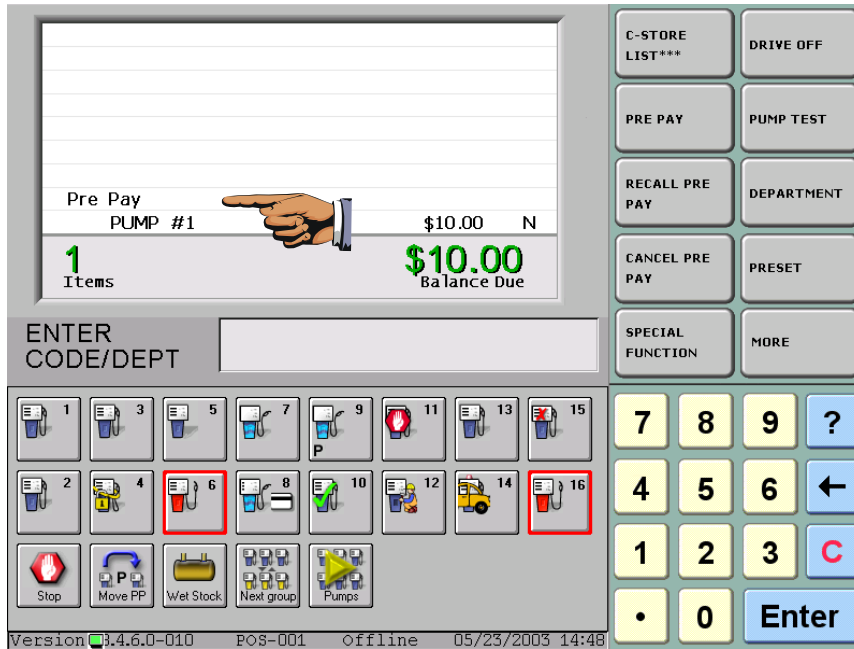 Pre Pay
PUMP #1 $10.00 N
1 $10.00
Items Balance Due
ENTER
CODE/DEPT
C-STORE
LIST***
DRIVE OFF
PRE PAY
PUMP TEST
RECALL PRE
PAY
DEPARTMENT
CANCEL PRE
PAY
PRESET
SPECIAL
FUNCTION
MORE
1 3 5 7 9 11 13 15
P
2 4 6 8 10 12 14 16
P
Stop Move PP Wet Stock Next group Pumps
7 8 9 ?
4 5 6 ←
1 2 3 C
• 0 Enter
Version 3.4.6.0-010 POS-001 Offline 05/23/2003 14:48